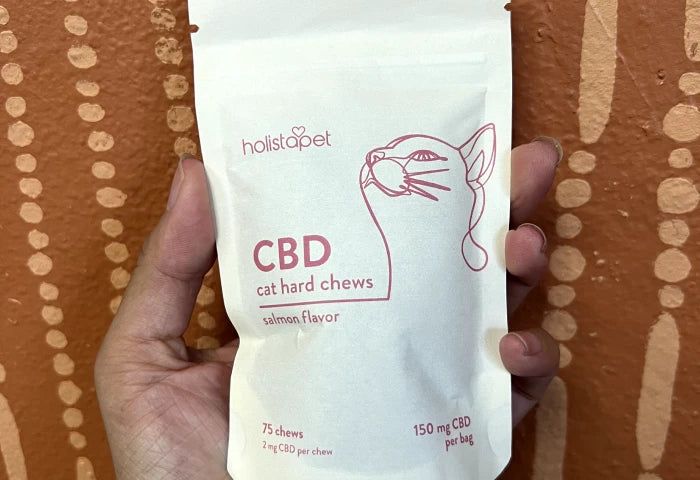 holistapet
CBD
cat hard chews
salmon flavor
75 chews
2 mg CBD per chew
150 mg CBD
per bag